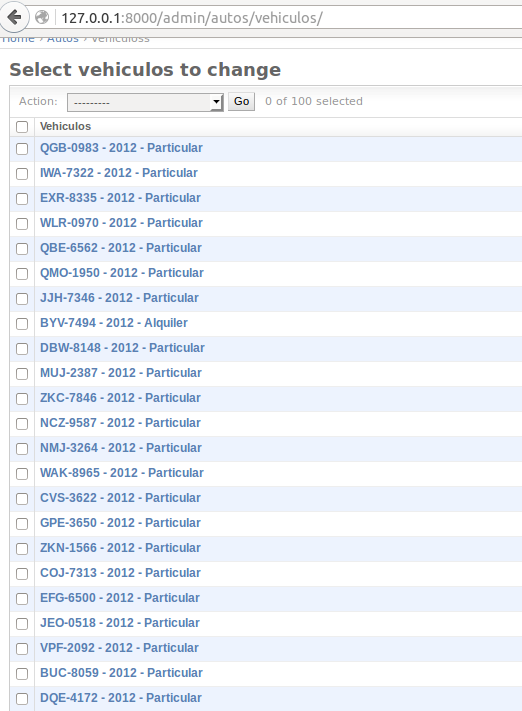 127.0.0.1:8000/admin/autos/vehiculos/
Home › Autos › Vehiculoss
Select vehiculos to change
Action: --------- Go 0 of 100 selected
Vehiculos
QGB-0983 - 2012 - Particular
IWA-7322 - 2012 - Particular
EXR-8335 - 2012 - Particular
WLR-0970 - 2012 - Particular
QBE-6562 - 2012 - Particular
QMO-1950 - 2012 - Particular
JJH-7346 - 2012 - Particular
BYV-7494 - 2012 - Alquiler
DBW-8148 - 2012 - Particular
MUJ-2387 - 2012 - Particular
ZKC-7846 - 2012 - Particular
NCZ-9587 - 2012 - Particular
NMJ-3264 - 2012 - Particular
WAK-8965 - 2012 - Particular
CVS-3622 - 2012 - Particular
GPE-3650 - 2012 - Particular
ZKN-1566 - 2012 - Particular
COJ-7313 - 2012 - Particular
EFG-6500 - 2012 - Particular
JEO-0518 - 2012 - Particular
VPF-2092 - 2012 - Particular
BUC-8059 - 2012 - Particular
DQE-4172 - 2012 - Particular